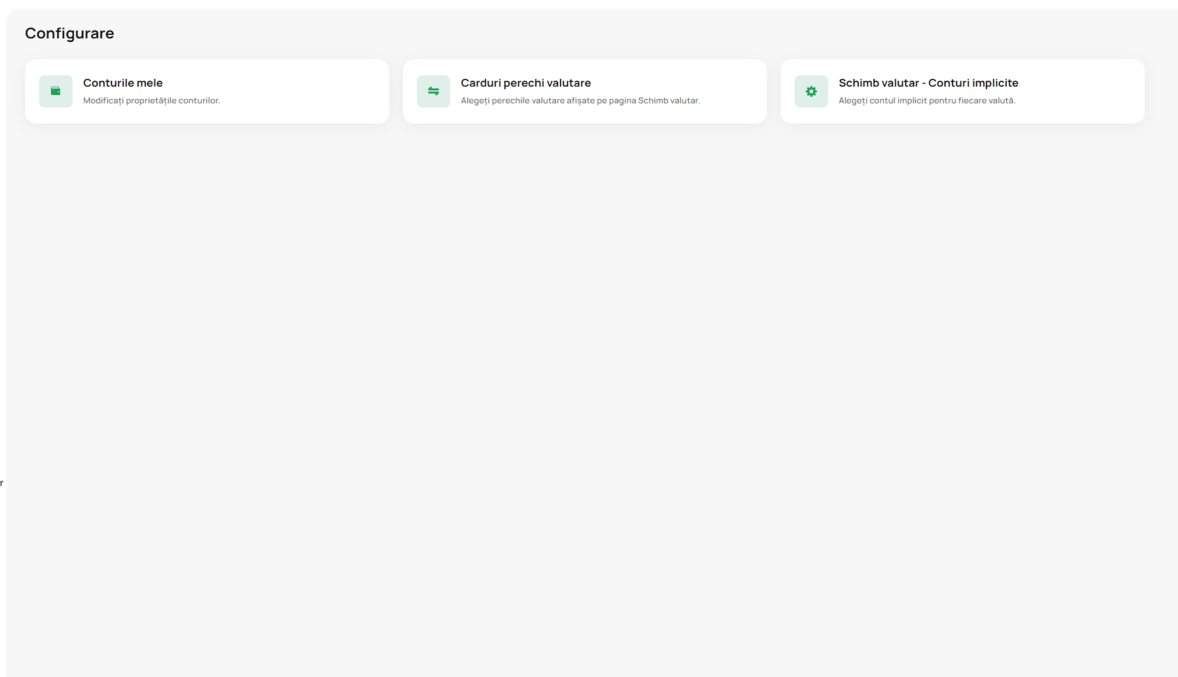 Configurare
Conturile mele
Modificați proprietățile conturilor.
Carduri perechi valutare
Alegeți perechile valutare afișate pe pagina Schimb valutar.
Schimb valutar - Conturi implicite
Alegeți contul implicit pentru fiecare valută.
r